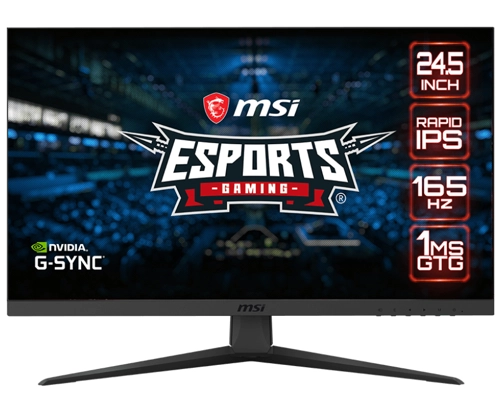 msi
ESPORTS
GAMING
®
NVIDIA.
G-SYNC
24.5
INCH
RAPID
IPS
165
HZ
1MS
GTG
msi